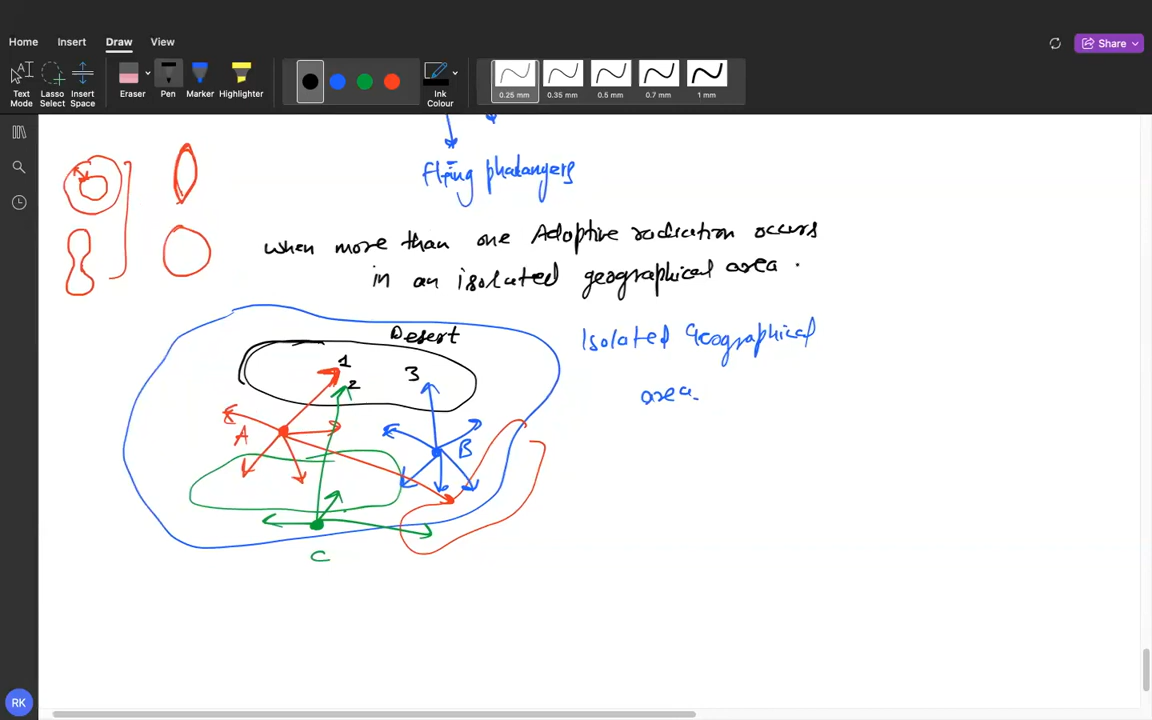 Home Insert Draw View
Share
Text Mode
Lasso Select
Insert Space
Eraser
Pen
Marker
Highlighter
Ink Colour
0.25 mm
0.35 mm
0.5 mm
0.7 mm
1 mm
Flying phalangers
when more than one Adoptive radiation occurs
in an isolated geographical area .
Desert
1
2
3
A
B
C
Isolated Geographical
area.
RK